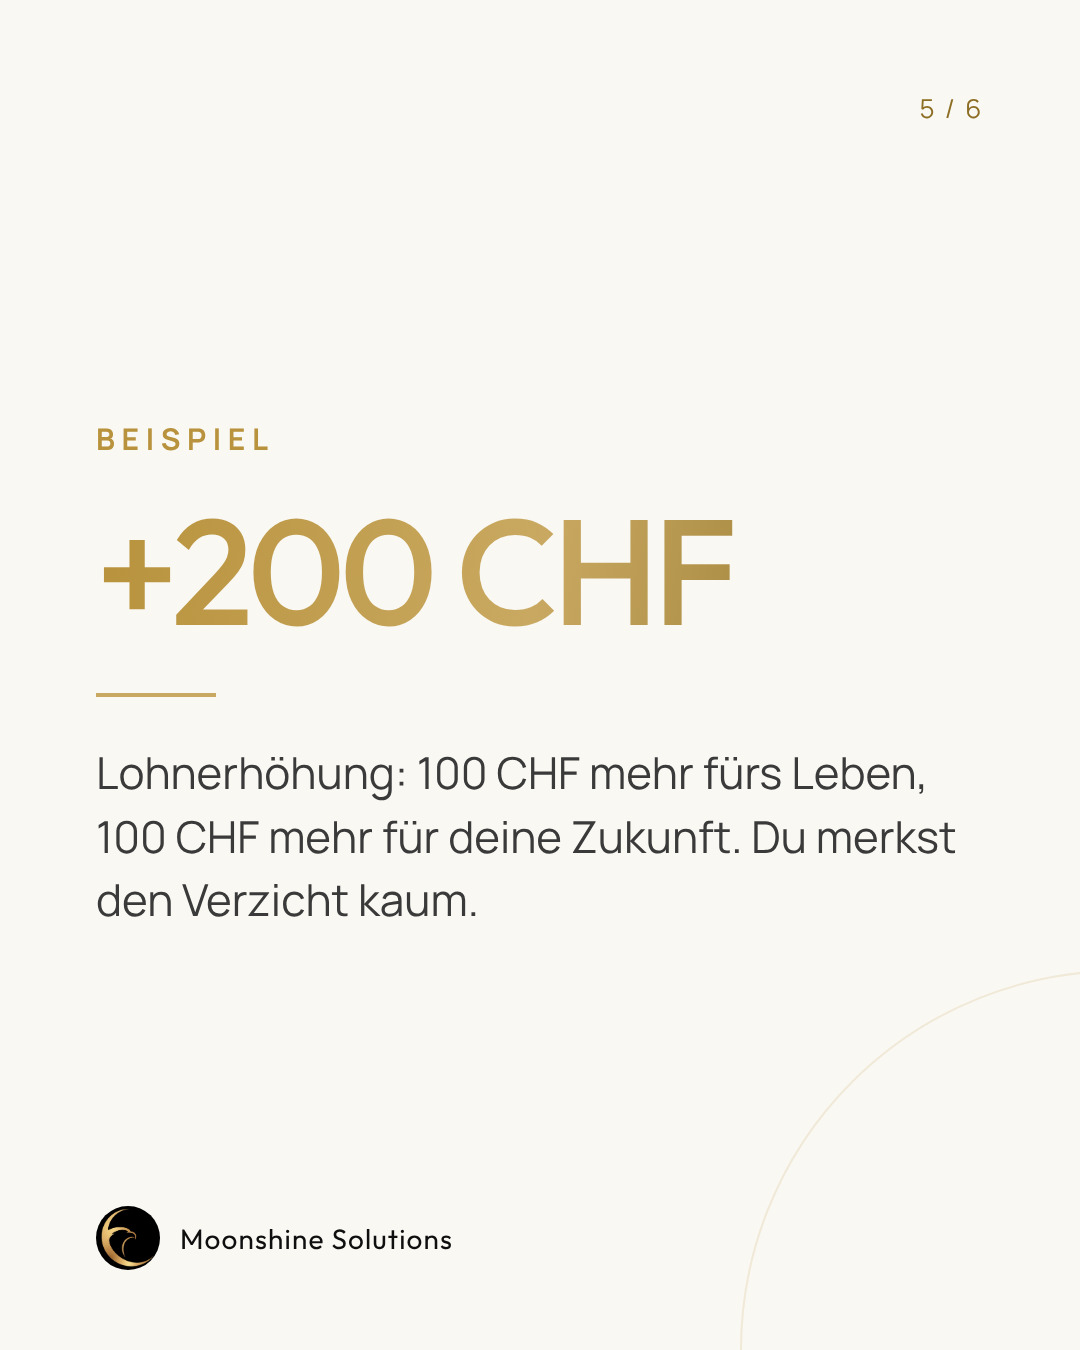 5 / 6
BEISPIEL
+200 CHF
Lohnerhöhung: 100 CHF mehr fürs Leben,
100 CHF mehr für deine Zukunft. Du merkst
den Verzicht kaum.
Moonshine Solutions